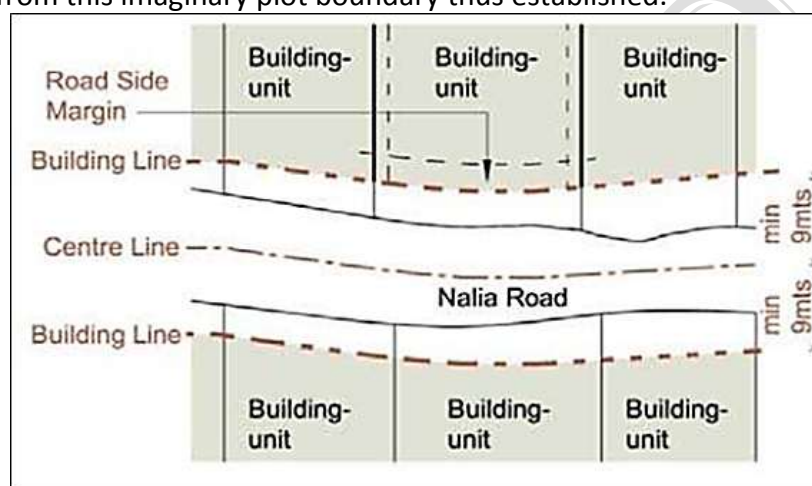 from this imaginary plot boundary thus established.
Building-
unit
Building-
unit
Building-
unit
Road Side
Margin
Building Line
min
9mts
Centre Line
Nalia Road
min
9mts
Building Line
Building-
unit
Building-
unit
Building-
unit